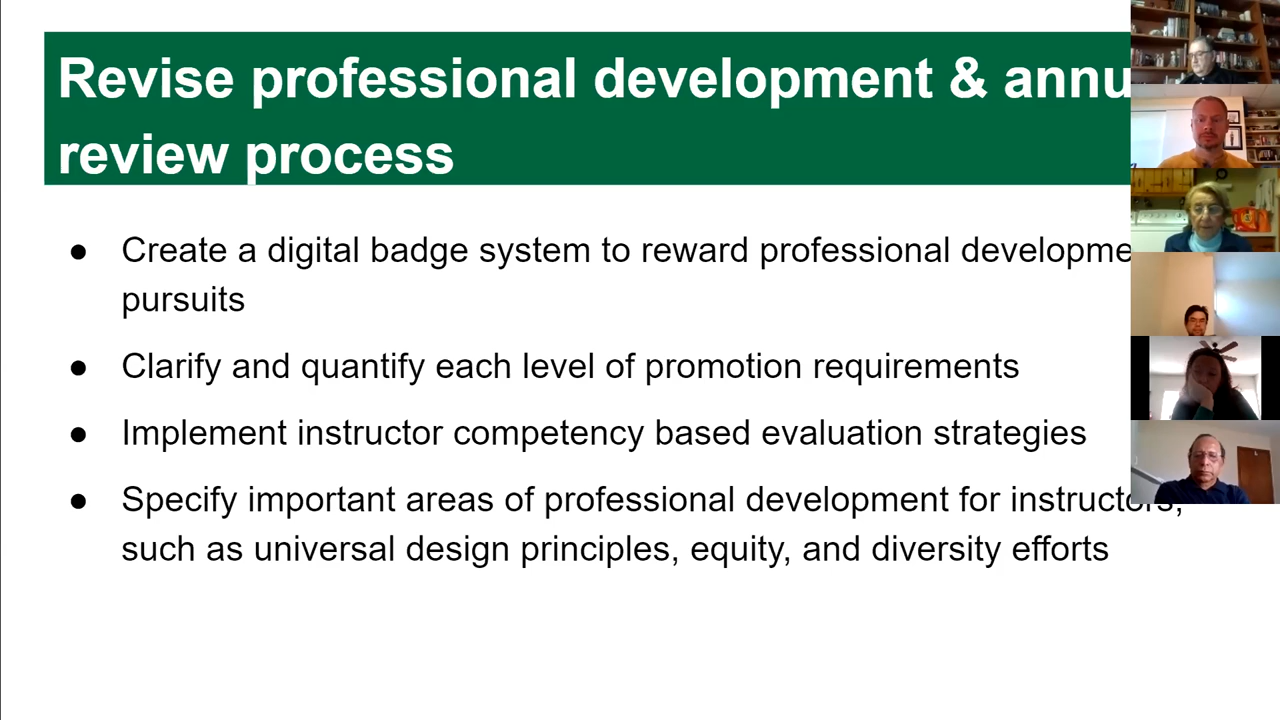 Revise professional development & annu
review process
● Create a digital badge system to reward professional developme
pursuits
● Clarify and quantify each level of promotion requirements
● Implement instructor competency based evaluation strategies
● Specify important areas of professional development for instructors,
such as universal design principles, equity, and diversity efforts